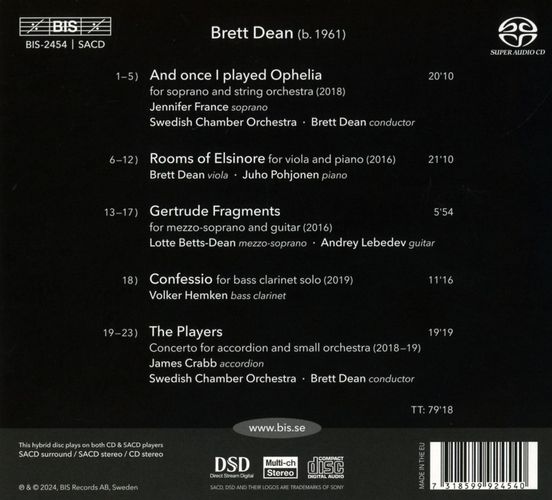 BIS
BIS-2454 | SACD
Brett Dean (b. 1961)
SUPER AUDIO CD
1–5) And once I played Ophelia 20'10
for soprano and string orchestra (2018)
Jennifer France soprano
Swedish Chamber Orchestra · Brett Dean conductor
6–12) Rooms of Elsinore for viola and piano (2016) 21'10
Brett Dean viola · Juho Pohjonen piano
13–17) Gertrude Fragments 5'54
for mezzo-soprano and guitar (2016)
Lotte Betts-Dean mezzo-soprano · Andrey Lebedev guitar
18) Confessio for bass clarinet solo (2019) 11'16
Volker Hemken bass clarinet
19–23) The Players 19'19
Concerto for accordion and small orchestra (2018–19)
James Crabb accordion
Swedish Chamber Orchestra · Brett Dean conductor
TT: 79'18
www.bis.se
This hybrid disc plays on both CD & SACD players
SACD surround / SACD stereo / CD stereo
℗ & © 2024, BIS Records AB, Sweden
DSD
Direct Stream Digital
Multi-ch
Stereo
COMPACT
disc
DIGITAL AUDIO
SACD, DSD AND THEIR LOGOS ARE TRADEMARKS OF SONY
MADE IN THE EU
7 318599 924540